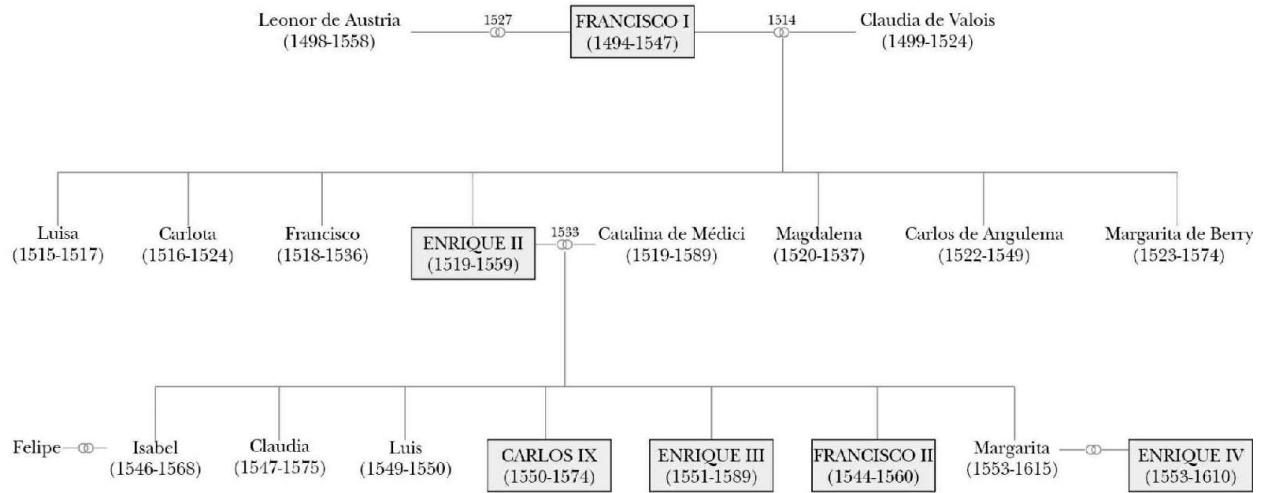 Leonor de Austria
(1498-1558)
1527
FRANCISCO I
(1494-1547)
1514
Claudia de Valois
(1499-1524)
Luisa
(1515-1517)
Carlota
(1516-1524)
Francisco
(1518-1536)
ENRIQUE II
(1519-1559)
1533
Catalina de Médici
(1519-1589)
Magdalena
(1520-1537)
Carlos de Angulema
(1522-1549)
Margarita de Berry
(1523-1574)
Felipe
Isabel
(1546-1568)
Claudia
(1547-1575)
Luis
(1549-1550)
CARLOS IX
(1550-1574)
ENRIQUE III
(1551-1589)
FRANCISCO II
(1544-1560)
Margarita
(1553-1615)
ENRIQUE IV
(1553-1610)